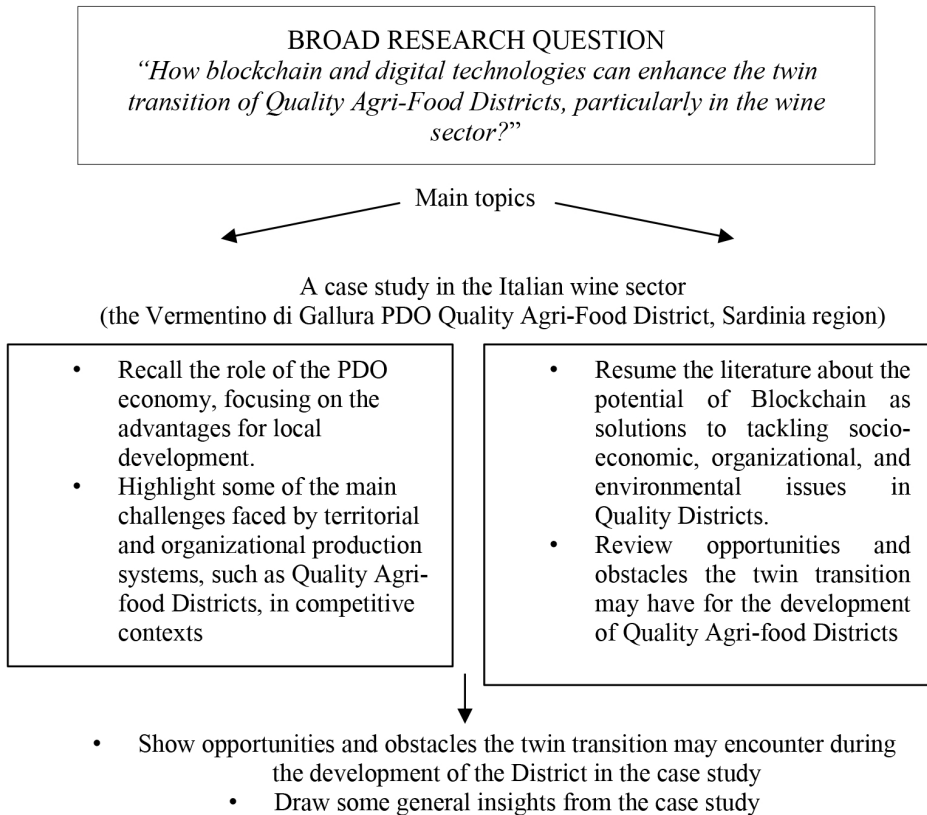 BROAD RESEARCH QUESTION
“How blockchain and digital technologies can enhance the twin
transition of Quality Agri-Food Districts, particularly in the wine
sector?”
Main topics
A case study in the Italian wine sector
(the Vermentino di Gallura PDO Quality Agri-Food District, Sardinia region)
• Recall the role of the PDO
economy, focusing on the
advantages for local
development.
• Highlight some of the main
challenges faced by territorial
and organizational production
systems, such as Quality Agri-
food Districts, in competitive
contexts
• Resume the literature about the
potential of Blockchain as
solutions to tackling socio-
economic, organizational, and
environmental issues in
Quality Districts.
• Review opportunities and
obstacles the twin transition
may have for the development
of Quality Agri-food Districts
• Show opportunities and obstacles the twin transition may encounter during
the development of the District in the case study
• Draw some general insights from the case study